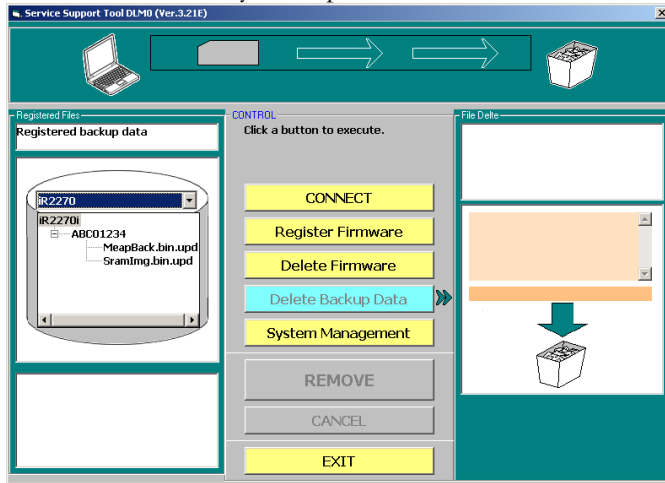 Service Support Tool DLM0 (Ver.3.21E)
Registered Files
Registered backup data
iR2270
iR2270i
ABC01234
MeapBack.bin.upd
SramImg.bin.upd
CONTROL
Click a button to execute.
CONNECT
Register Firmware
Delete Firmware
Delete Backup Data
System Management
REMOVE
CANCEL
EXIT
File Delte